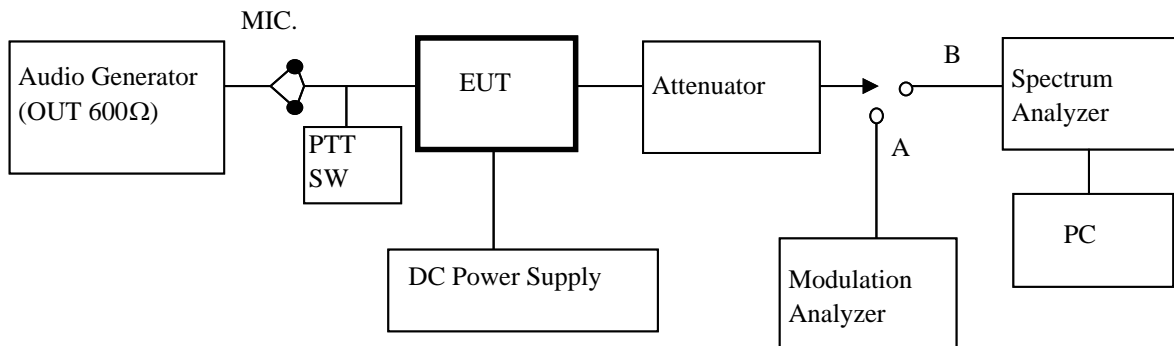 MIC.
Audio Generator
(OUT 600Ω)
PTT
SW
EUT
DC Power Supply
Attenuator
B
A
Spectrum
Analyzer
PC
Modulation
Analyzer